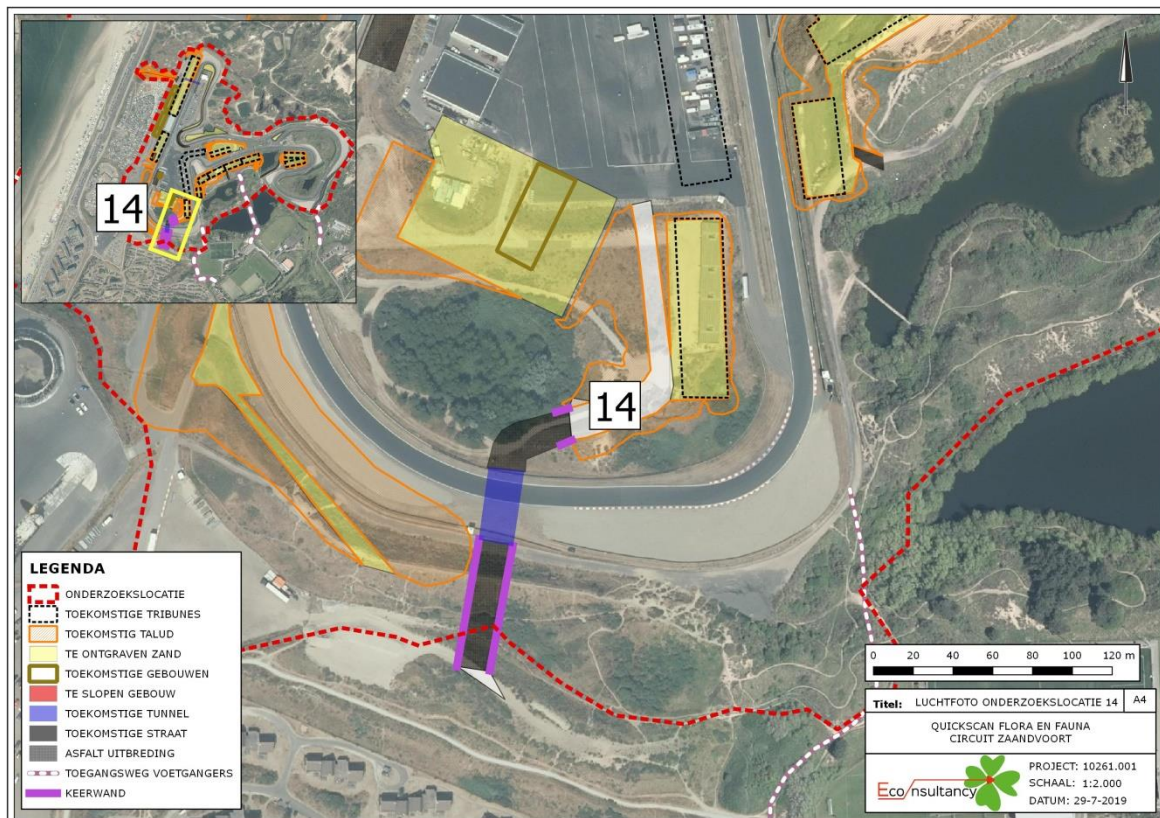 14
14
LEGENDA
ONDERZOEKSLOCATIE
TOEKOMSTIGE TRIBUNES
TOEKOMSTIG TALUD
TE ONTGRAVEN ZAND
TOEKOMSTIGE GEBOUWEN
TE SLOPEN GEBOUW
TOEKOMSTIGE TUNNEL
TOEKOMSTIGE STRAAT
ASFALT UITBREDING
TOEGANGSWEG VOETGANGERS
KEERWAND
0 20 40 60 80 100 120 m
Titel: LUCHTFOTO ONDERZOEKSLOCATIE 14 A4
QUICKSCAN FLORA EN FAUNA
CIRCUIT ZAANDVOORT
Econsultancy
PROJECT: 10261.001
SCHAAL: 1:2.000
DATUM: 29-7-2019